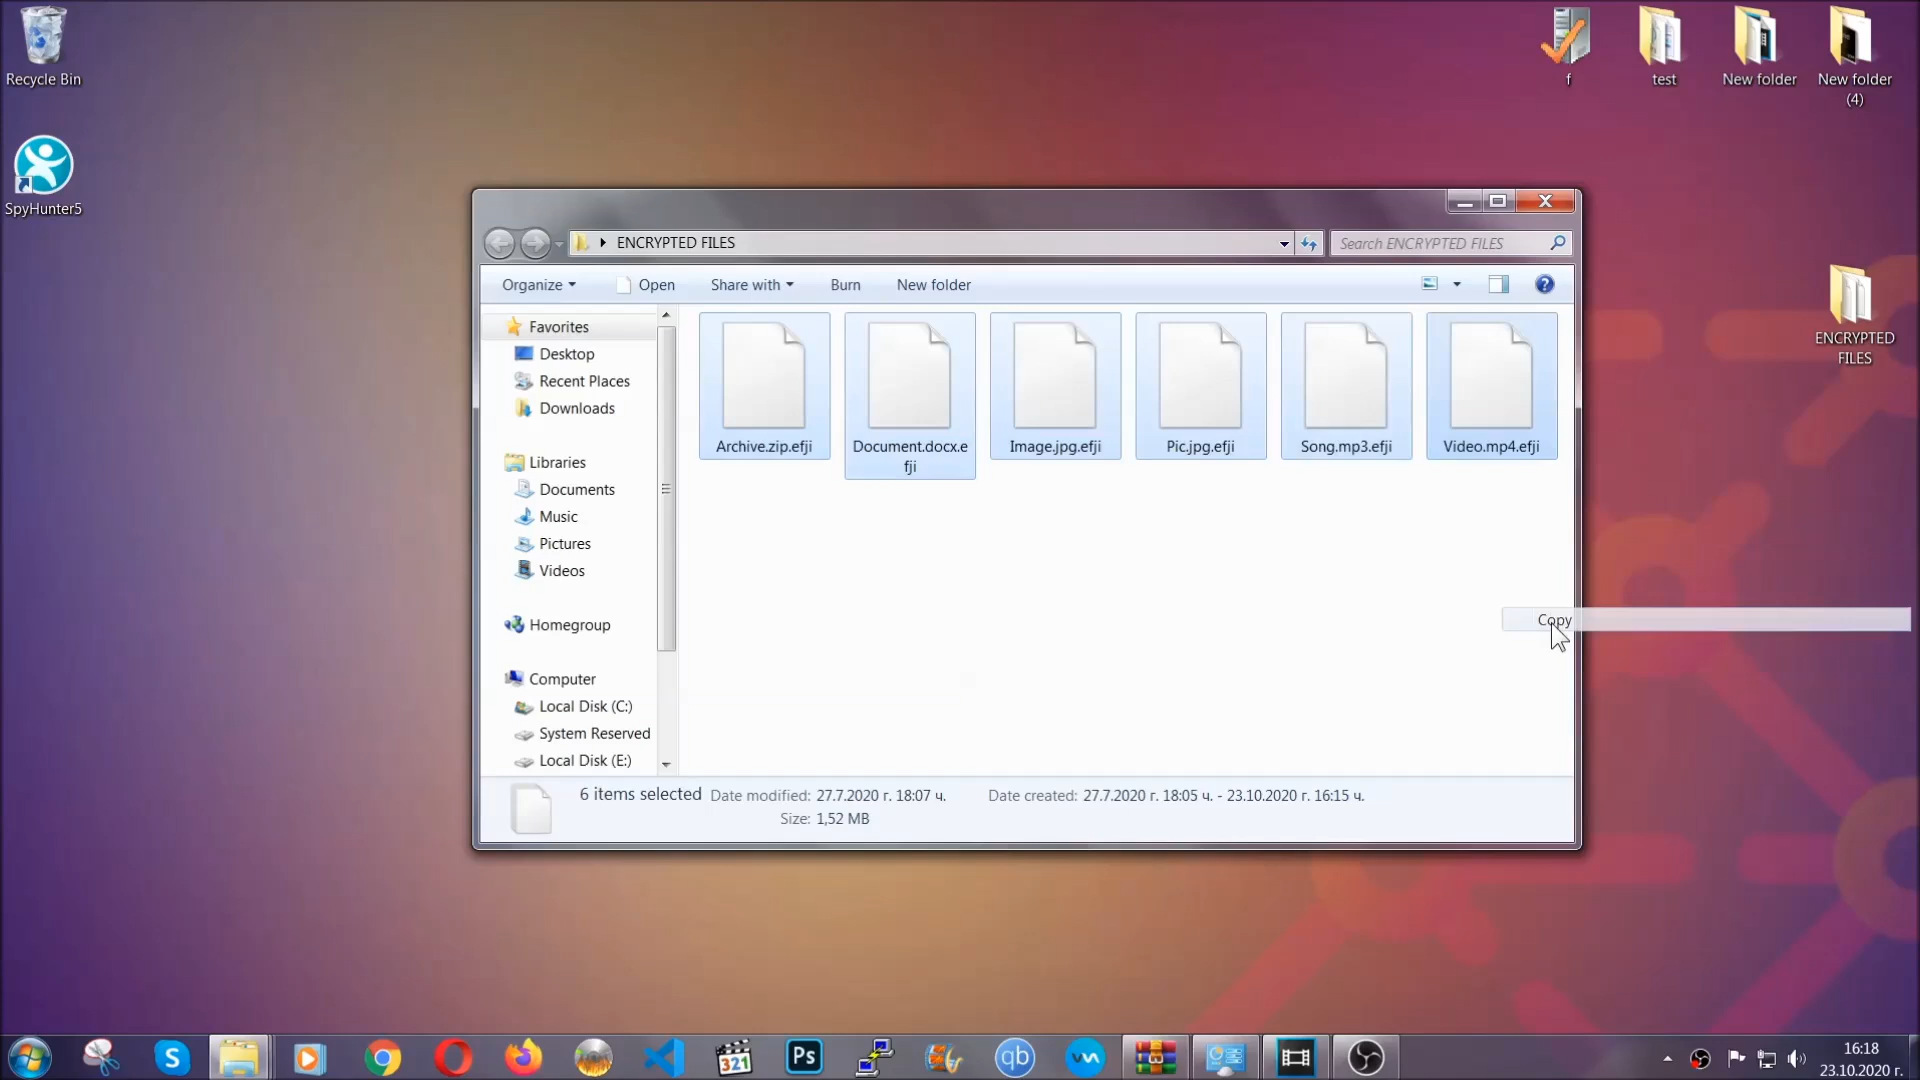 Recycle Bin
SpyHunter5
f
test
New folder
New folder
(4)
ENCRYPTED
FILES
ENCRYPTED FILES
Search ENCRYPTED FILES
Organize
Open
Share with
Burn
New folder
Favorites
Desktop
Recent Places
Downloads
Libraries
Documents
Music
Pictures
Videos
Homegroup
Computer
Local Disk (C:)
System Reserved
Local Disk (E:)
Archive.zip.efji
Document.docx.e
fji
Image.jpg.efji
Pic.jpg.efji
Song.mp3.efji
Video.mp4.efji
Copy
6 items selected
Date modified: 27.7.2020 г. 18:07 ч.
Date created: 27.7.2020 г. 18:05 ч. - 23.10.2020 г. 16:15 ч.
Size: 1,52 MB
S
321
Ps
qb
16:18
23.10.2020 г.